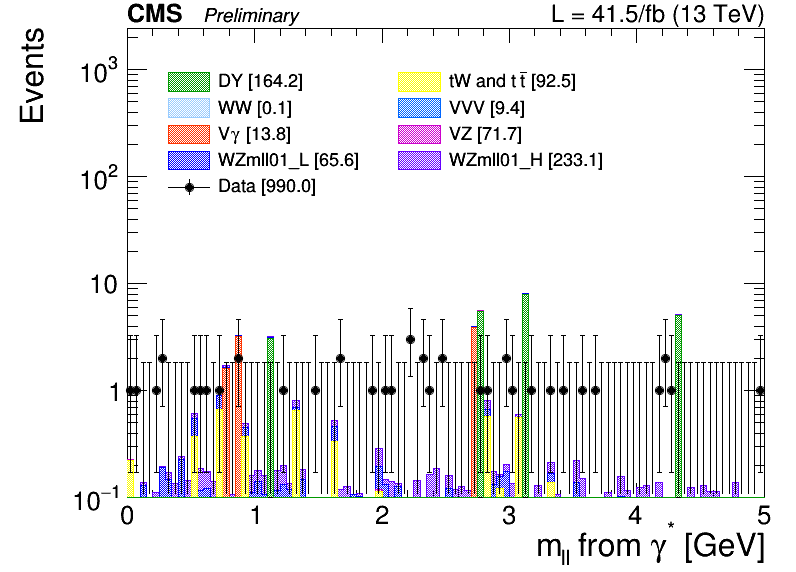 CMS Preliminary L = 41.5/fb (13 TeV)
Events
10³
10²
10
1
10⁻¹
DY [164.2]
tW and tt̅ [92.5]
WW [0.1]
VVV [9.4]
Vγ [13.8]
VZ [71.7]
WZmll01_L [65.6]
WZmll01_H [233.1]
Data [990.0]
0 1 2 3 4 5
m_ll from γ* [GeV]